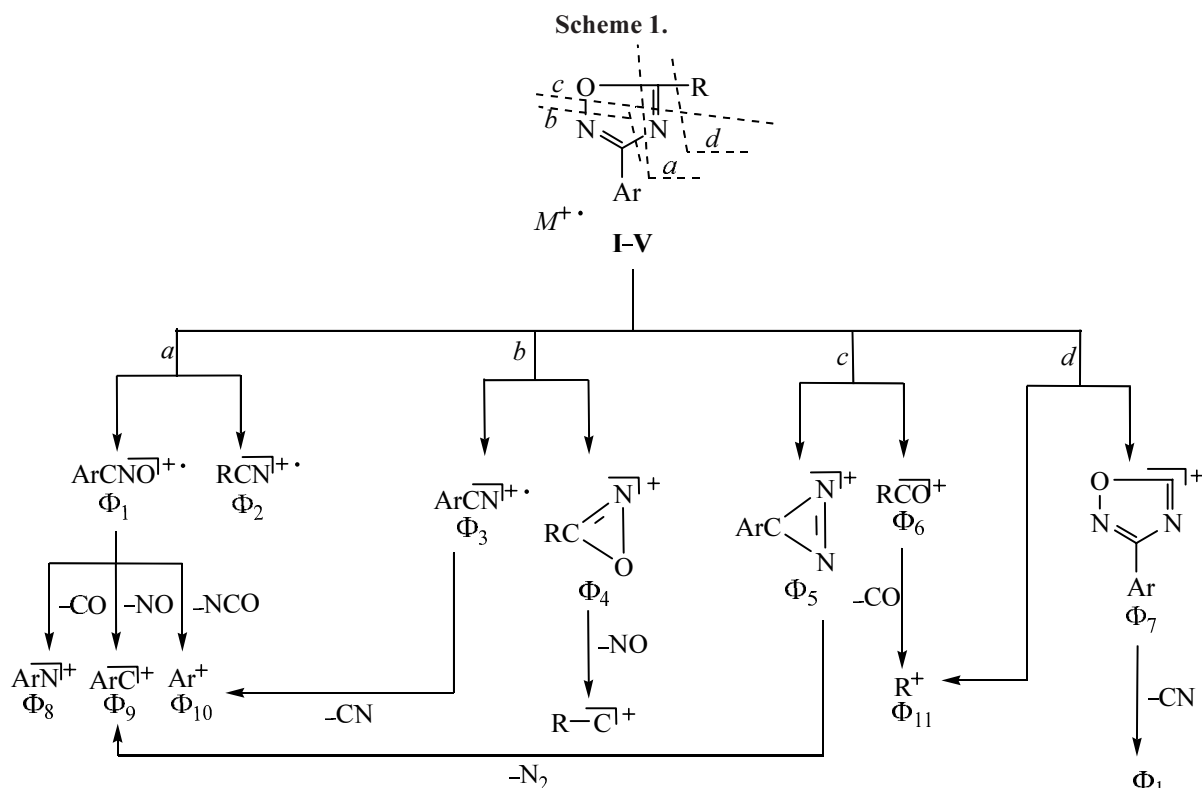 Scheme 1.
O R
c
b N N
d
a
Ar
M+ •
I–V
a b c d
ArCNO+ • RCN+ •
Φ1 Φ2
ArCN+ •
Φ3
N+
RC
O
Φ4
N+
ArC
N
Φ5
RCO+
Φ6
O +
N N
Ar
Φ7
–CO –NO –NCO
–NO
–CO
ArN+ ArC+ Ar+
Φ8 Φ9 Φ10
–CN
R–C+
R+
Φ11
–CN
–N2
Φ1